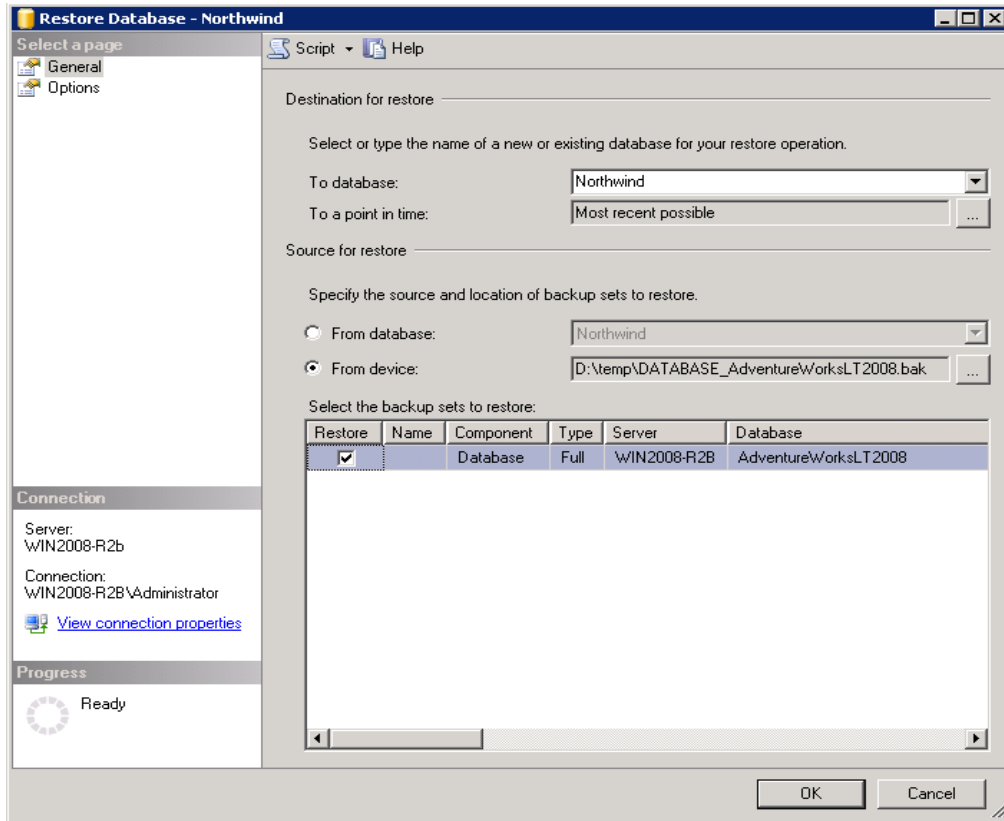 Restore Database - Northwind
Select a page
General
Options
Script Help
Destination for restore
Select or type the name of a new or existing database for your restore operation.
To database: Northwind
To a point in time: Most recent possible ...
Source for restore
Specify the source and location of backup sets to restore.
From database: Northwind
From device: D:\temp\DATABASE_AdventureWorksLT2008.bak ...
Select the backup sets to restore:
Restore Name Component Type Server Database
Database Full WIN2008-R2B AdventureWorksLT2008
Connection
Server:
WIN2008-R2b
Connection:
WIN2008-R2B\Administrator
View connection properties
Progress
Ready
OK Cancel